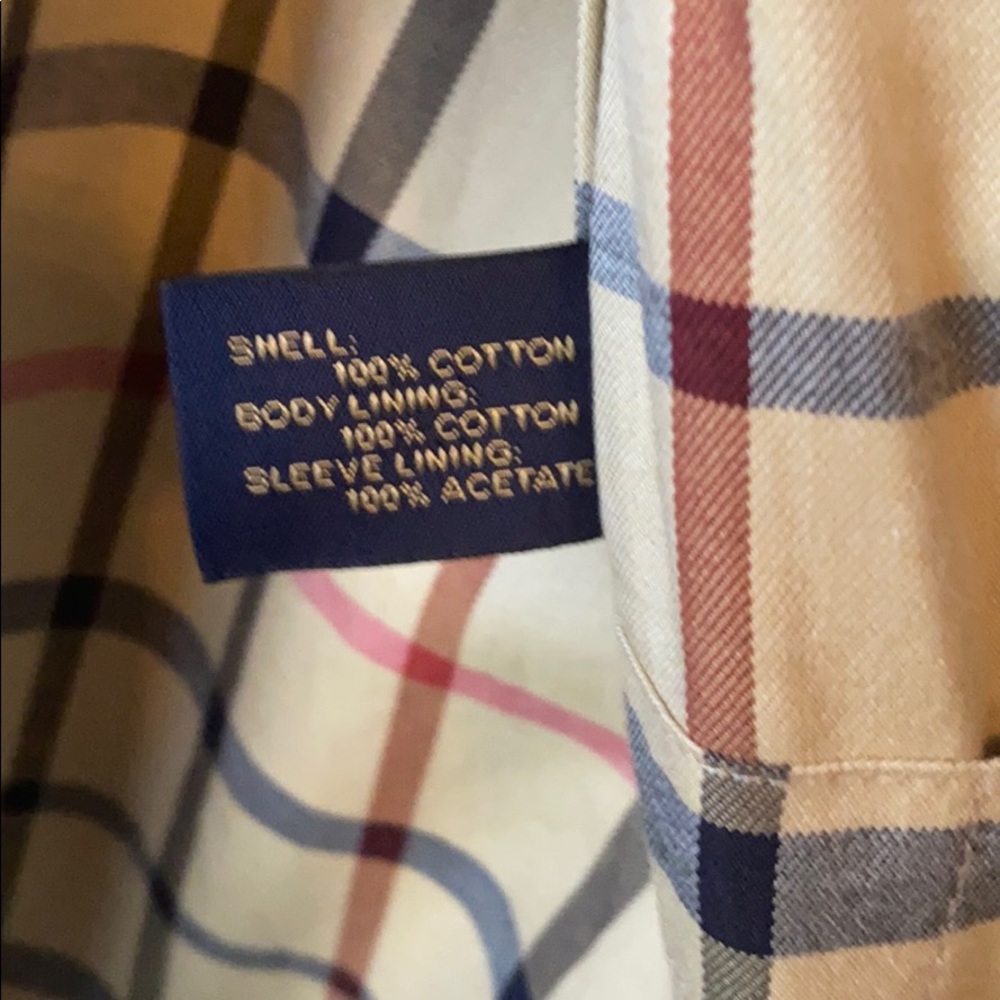 SHELL:
100% COTTON
BODY LINING:
100% COTTON
SLEEVE LINING:
100% ACETATE